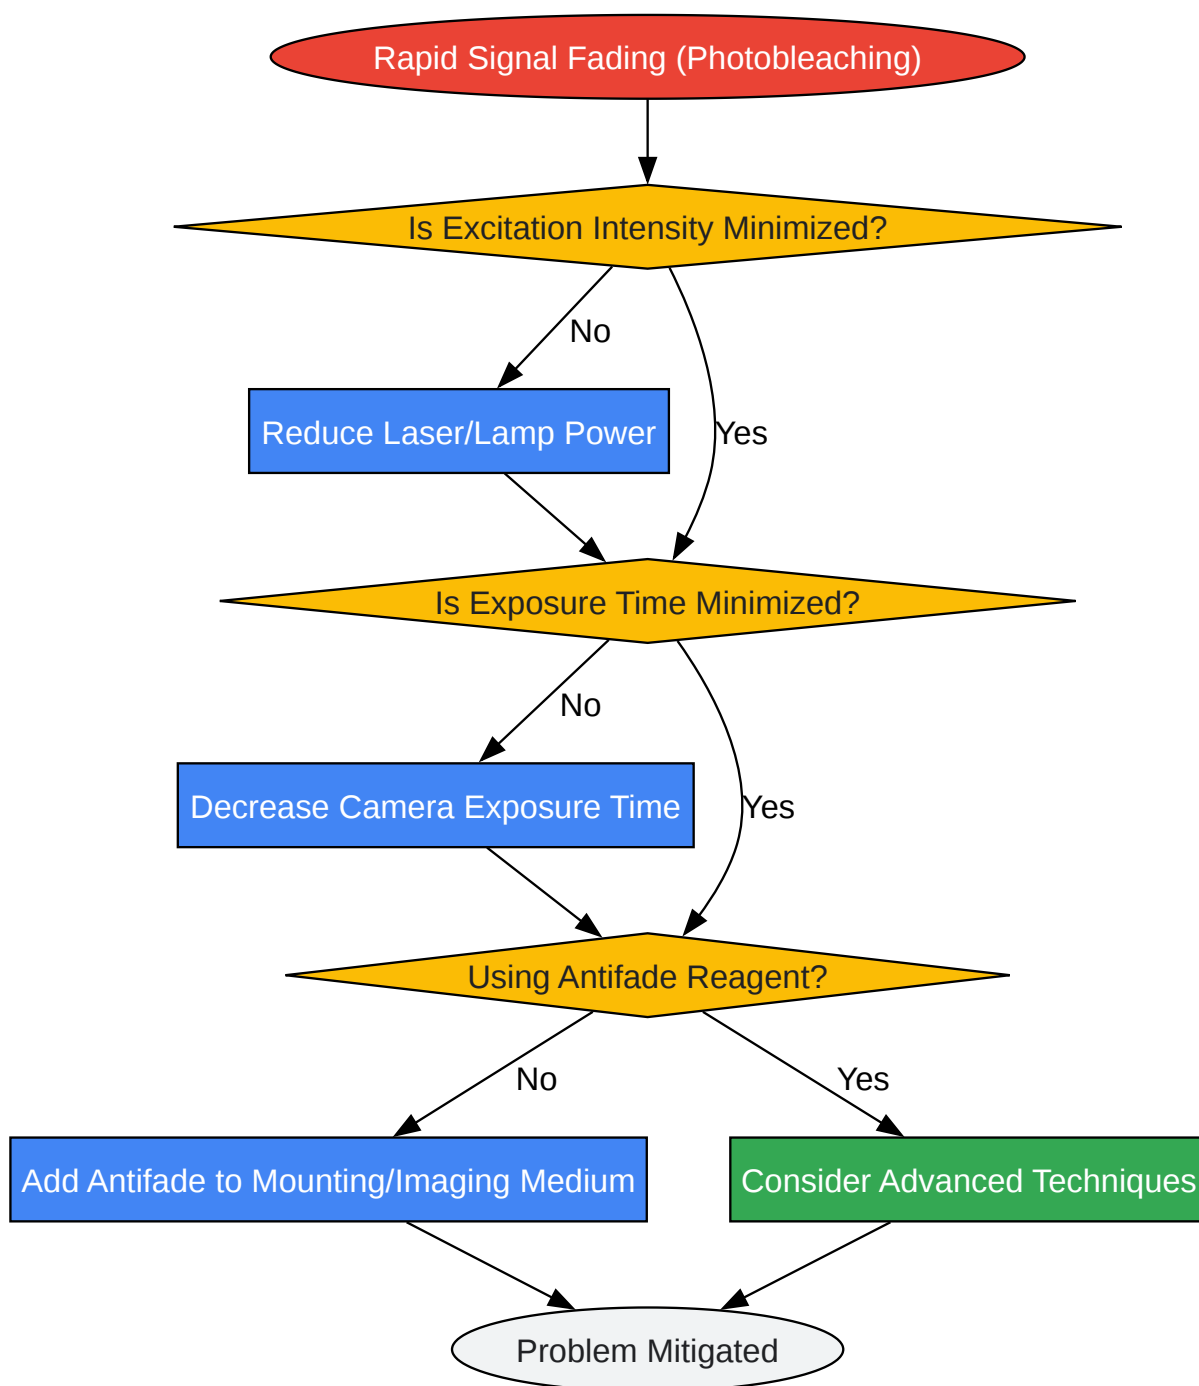 Rapid Signal Fading (Photobleaching)
Is Excitation Intensity Minimized?
No
Reduce Laser/Lamp Power
Yes
Is Exposure Time Minimized?
No
Decrease Camera Exposure Time
Yes
Using Antifade Reagent?
No
Yes
Add Antifade to Mounting/Imaging Medium
Consider Advanced Techniques
Problem Mitigated